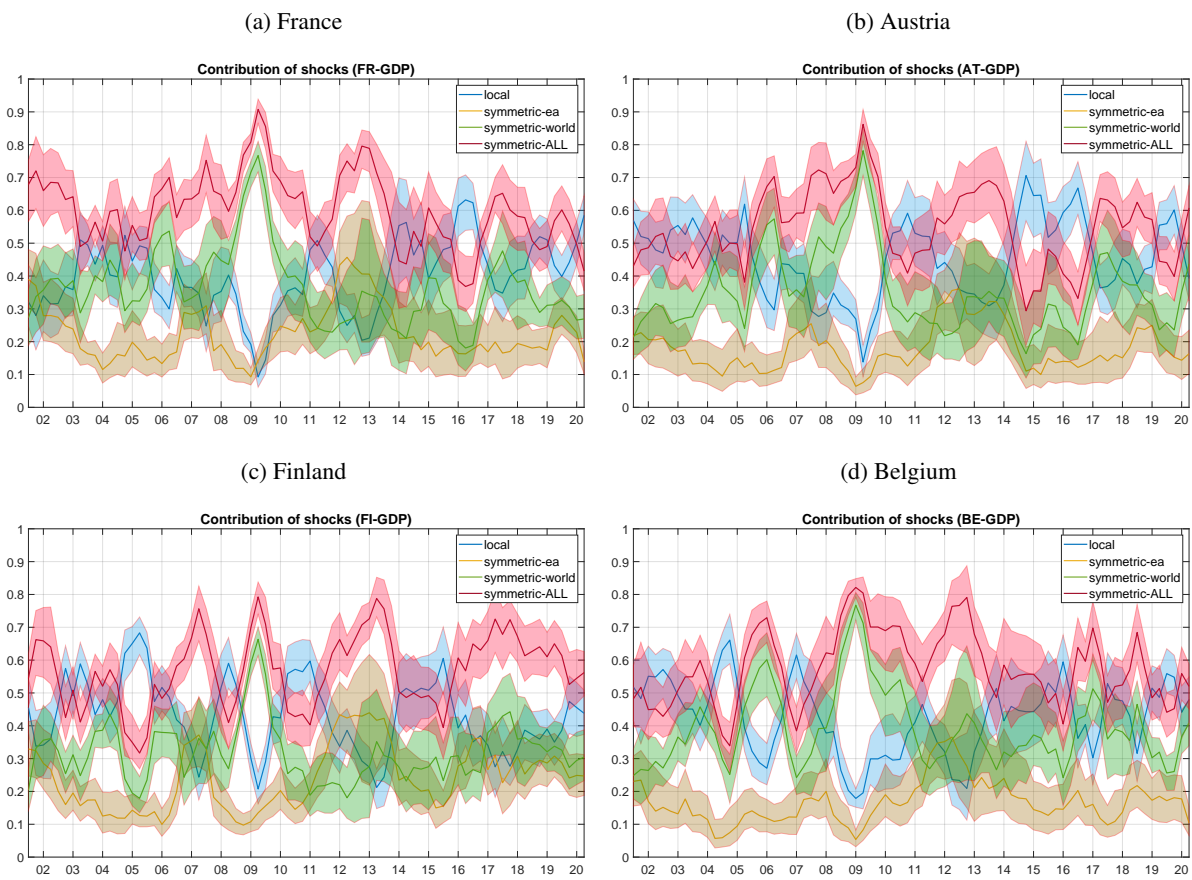 (a) France
(b) Austria
Contribution of shocks (FR-GDP)
1
0.9
0.8
0.7
0.6
0.5
0.4
0.3
0.2
0.1
0
02 03 04 05 06 07 08 09 10 11 12 13 14 15 16 17 18 19 20
local
symmetric-ea
symmetric-world
symmetric-ALL
Contribution of shocks (AT-GDP)
1
0.9
0.8
0.7
0.6
0.5
0.4
0.3
0.2
0.1
0
02 03 04 05 06 07 08 09 10 11 12 13 14 15 16 17 18 19 20
local
symmetric-ea
symmetric-world
symmetric-ALL
(c) Finland
(d) Belgium
Contribution of shocks (FI-GDP)
1
0.9
0.8
0.7
0.6
0.5
0.4
0.3
0.2
0.1
0
02 03 04 05 06 07 08 09 10 11 12 13 14 15 16 17 18 19 20
local
symmetric-ea
symmetric-world
symmetric-ALL
Contribution of shocks (BE-GDP)
1
0.9
0.8
0.7
0.6
0.5
0.4
0.3
0.2
0.1
0
02 03 04 05 06 07 08 09 10 11 12 13 14 15 16 17 18 19 20
local
symmetric-ea
symmetric-world
symmetric-ALL